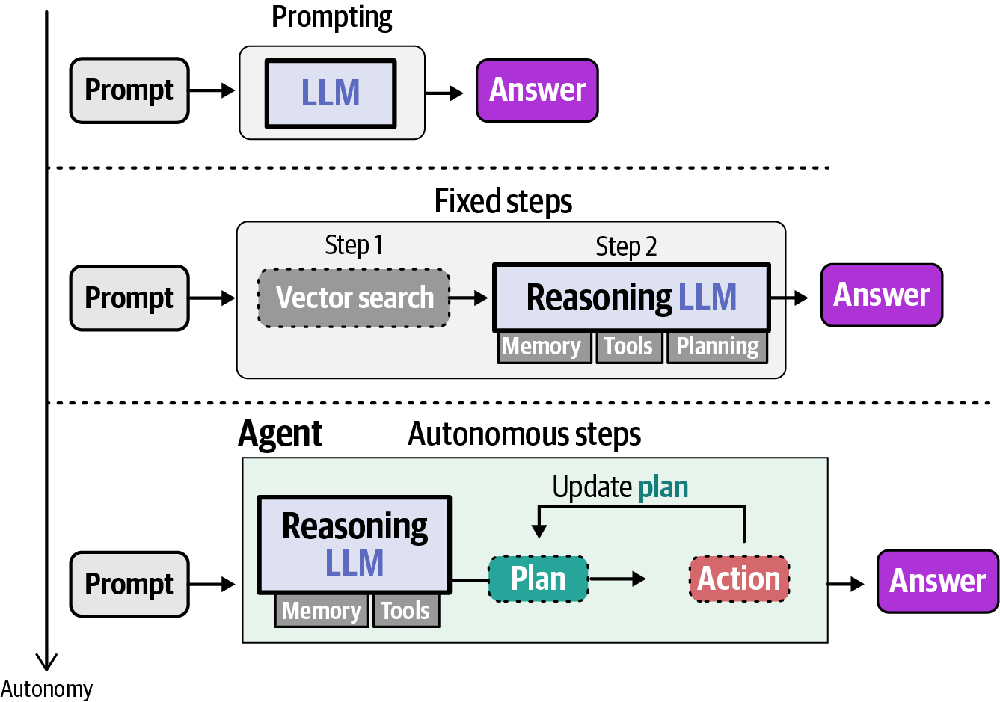 Prompting
Prompt
LLM
Answer
Fixed steps
Step 1
Step 2
Prompt
Vector search
Reasoning LLM
Answer
Memory
Tools
Planning
Agent
Autonomous steps
Update plan
Reasoning
LLM
Prompt
Plan
Action
Answer
Memory
Tools
Autonomy